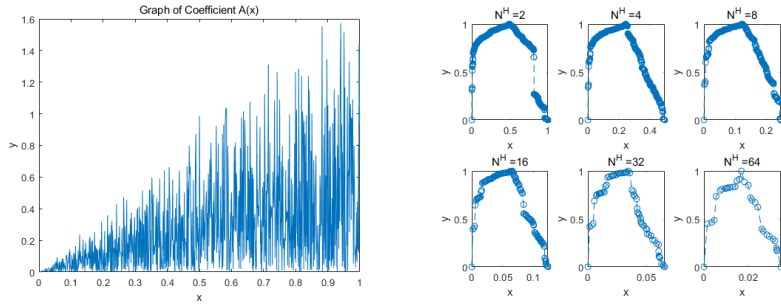 Graph of Coefficient A(x)
1.6
1.4
1.2
1
0.8
0.6
0.4
0.2
0
y
0 0.1 0.2 0.3 0.4 0.5 0.6 0.7 0.8 0.9 1
x
N^H =2
1
0.5
0
y
0 0.5 1
x
N^H =4
1
0.5
0
y
0 0.2 0.4
x
N^H =8
1
0.5
0
y
0 0.1 0.2
x
N^H =16
1
0.5
0
y
0 0.05 0.1
x
N^H =32
1
0.5
0
y
0 0.05
x
N^H =64
1
0.5
0
y
0 0.02
x